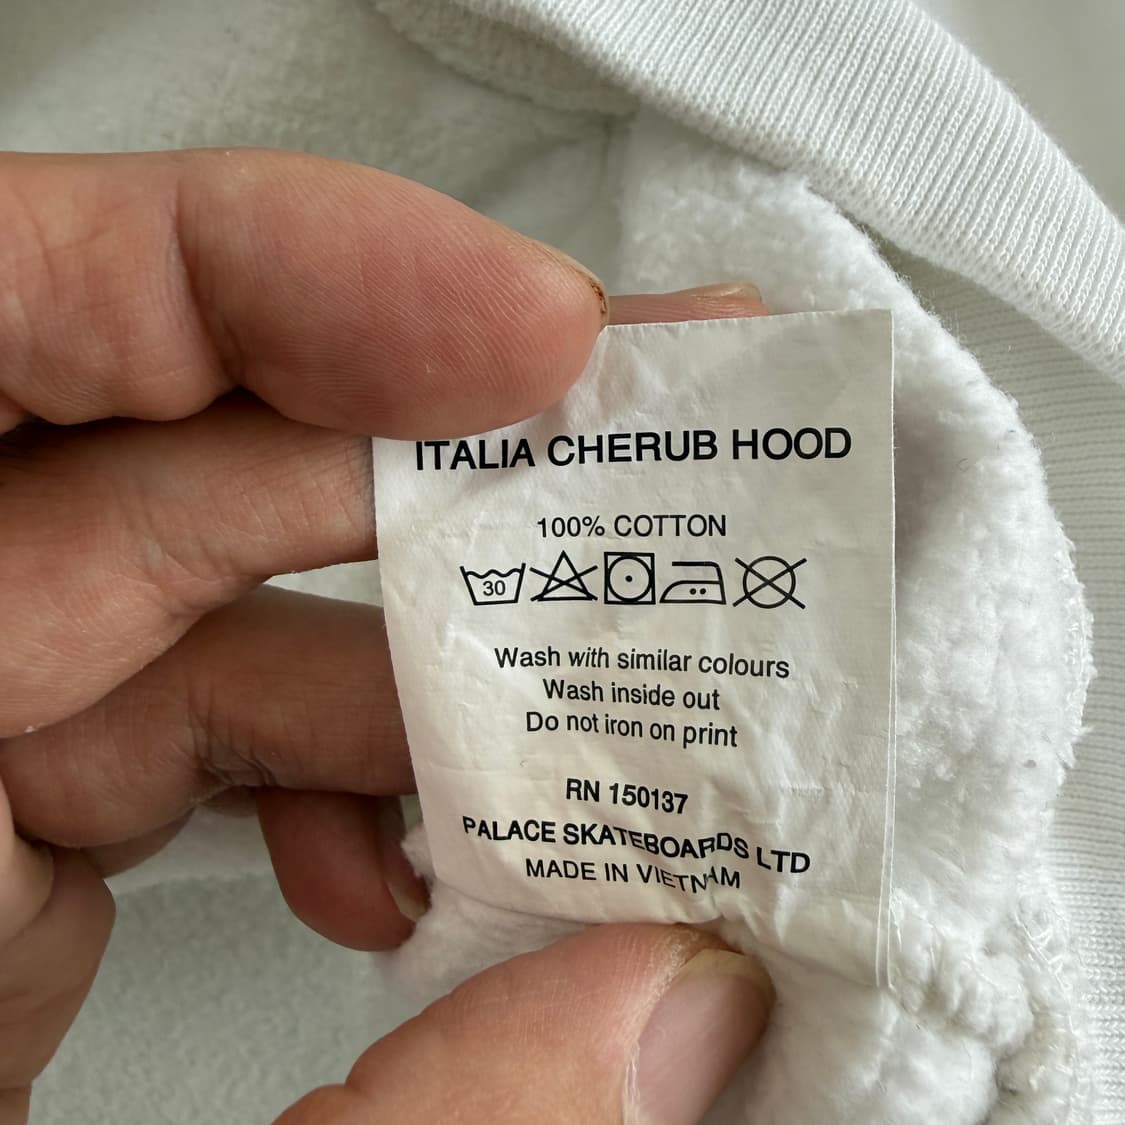 ITALIA CHERUB HOOD
100% COTTON
30
Wash with similar colours
Wash inside out
Do not iron on print
RN 150137
PALACE SKATEBOARDS LTD
MADE IN VIETNAM